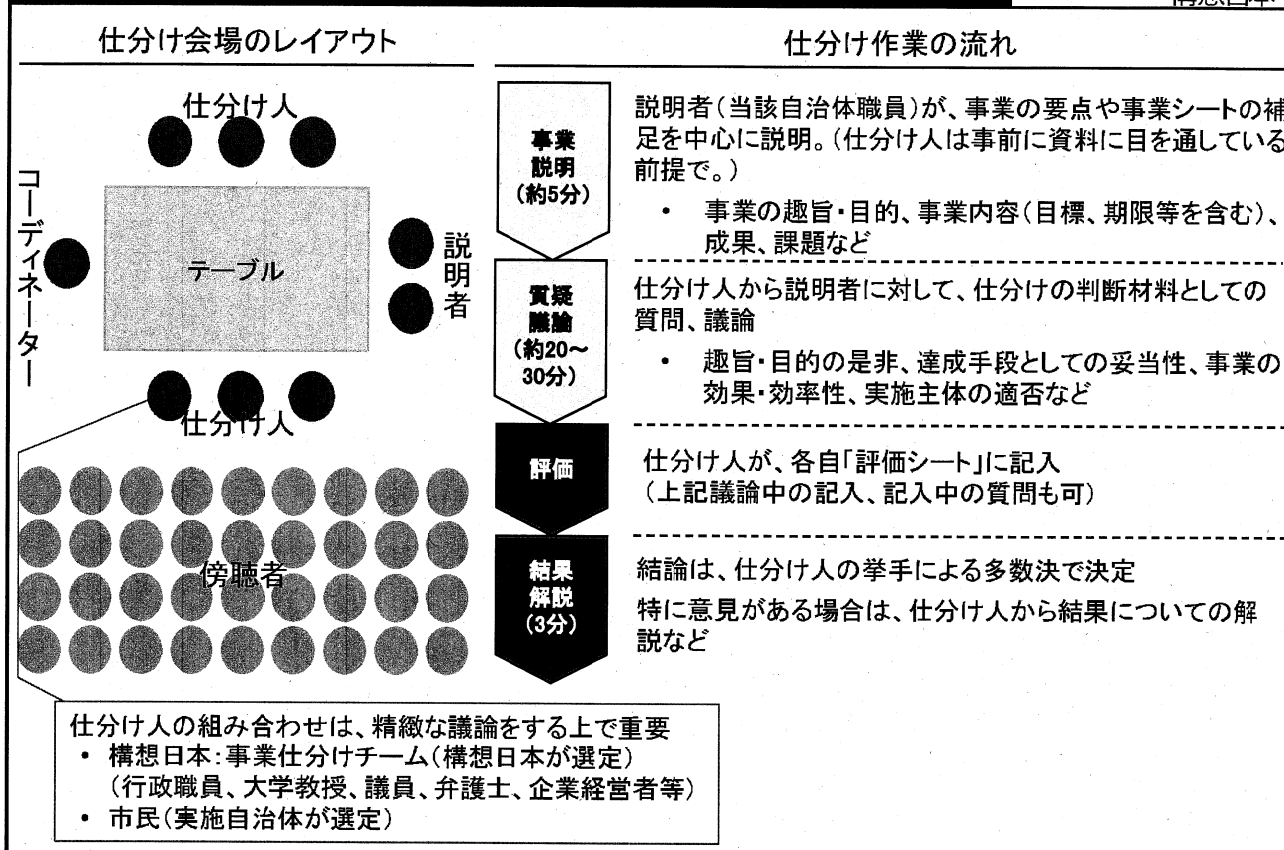 仕分け会場のレイアウト
仕分け人
コーディネーター
テーブル
説明者
仕分け人
傍聴者
仕分け人の組み合わせは、精緻な議論をする上で重要
・ 構想日本：事業仕分けチーム（構想日本が選定）
（行政職員、大学教授、議員、弁護士、企業経営者等）
・ 市民（実施自治体が選定）
仕分け作業の流れ
事業
説明
（約5分）
説明者（当該自治体職員）が、事業の要点や事業シートの補
足を中心に説明。（仕分け人は事前に資料に目を通している
前提で。）
・ 事業の趣旨・目的、事業内容（目標、期限等を含む）、
成果、課題など
質疑
議論
（約20～
30分）
仕分け人から説明者に対して、仕分けの判断材料としての
質問、議論
・ 趣旨・目的の是非、達成手段としての妥当性、事業の
効果・効率性、実施主体の適否など
評価
仕分け人が、各自「評価シート」に記入
（上記議論中の記入、記入中の質問も可）
結果
解説
（3分）
結論は、仕分け人の挙手による多数決で決定
特に意見がある場合は、仕分け人から結果についての解
説など